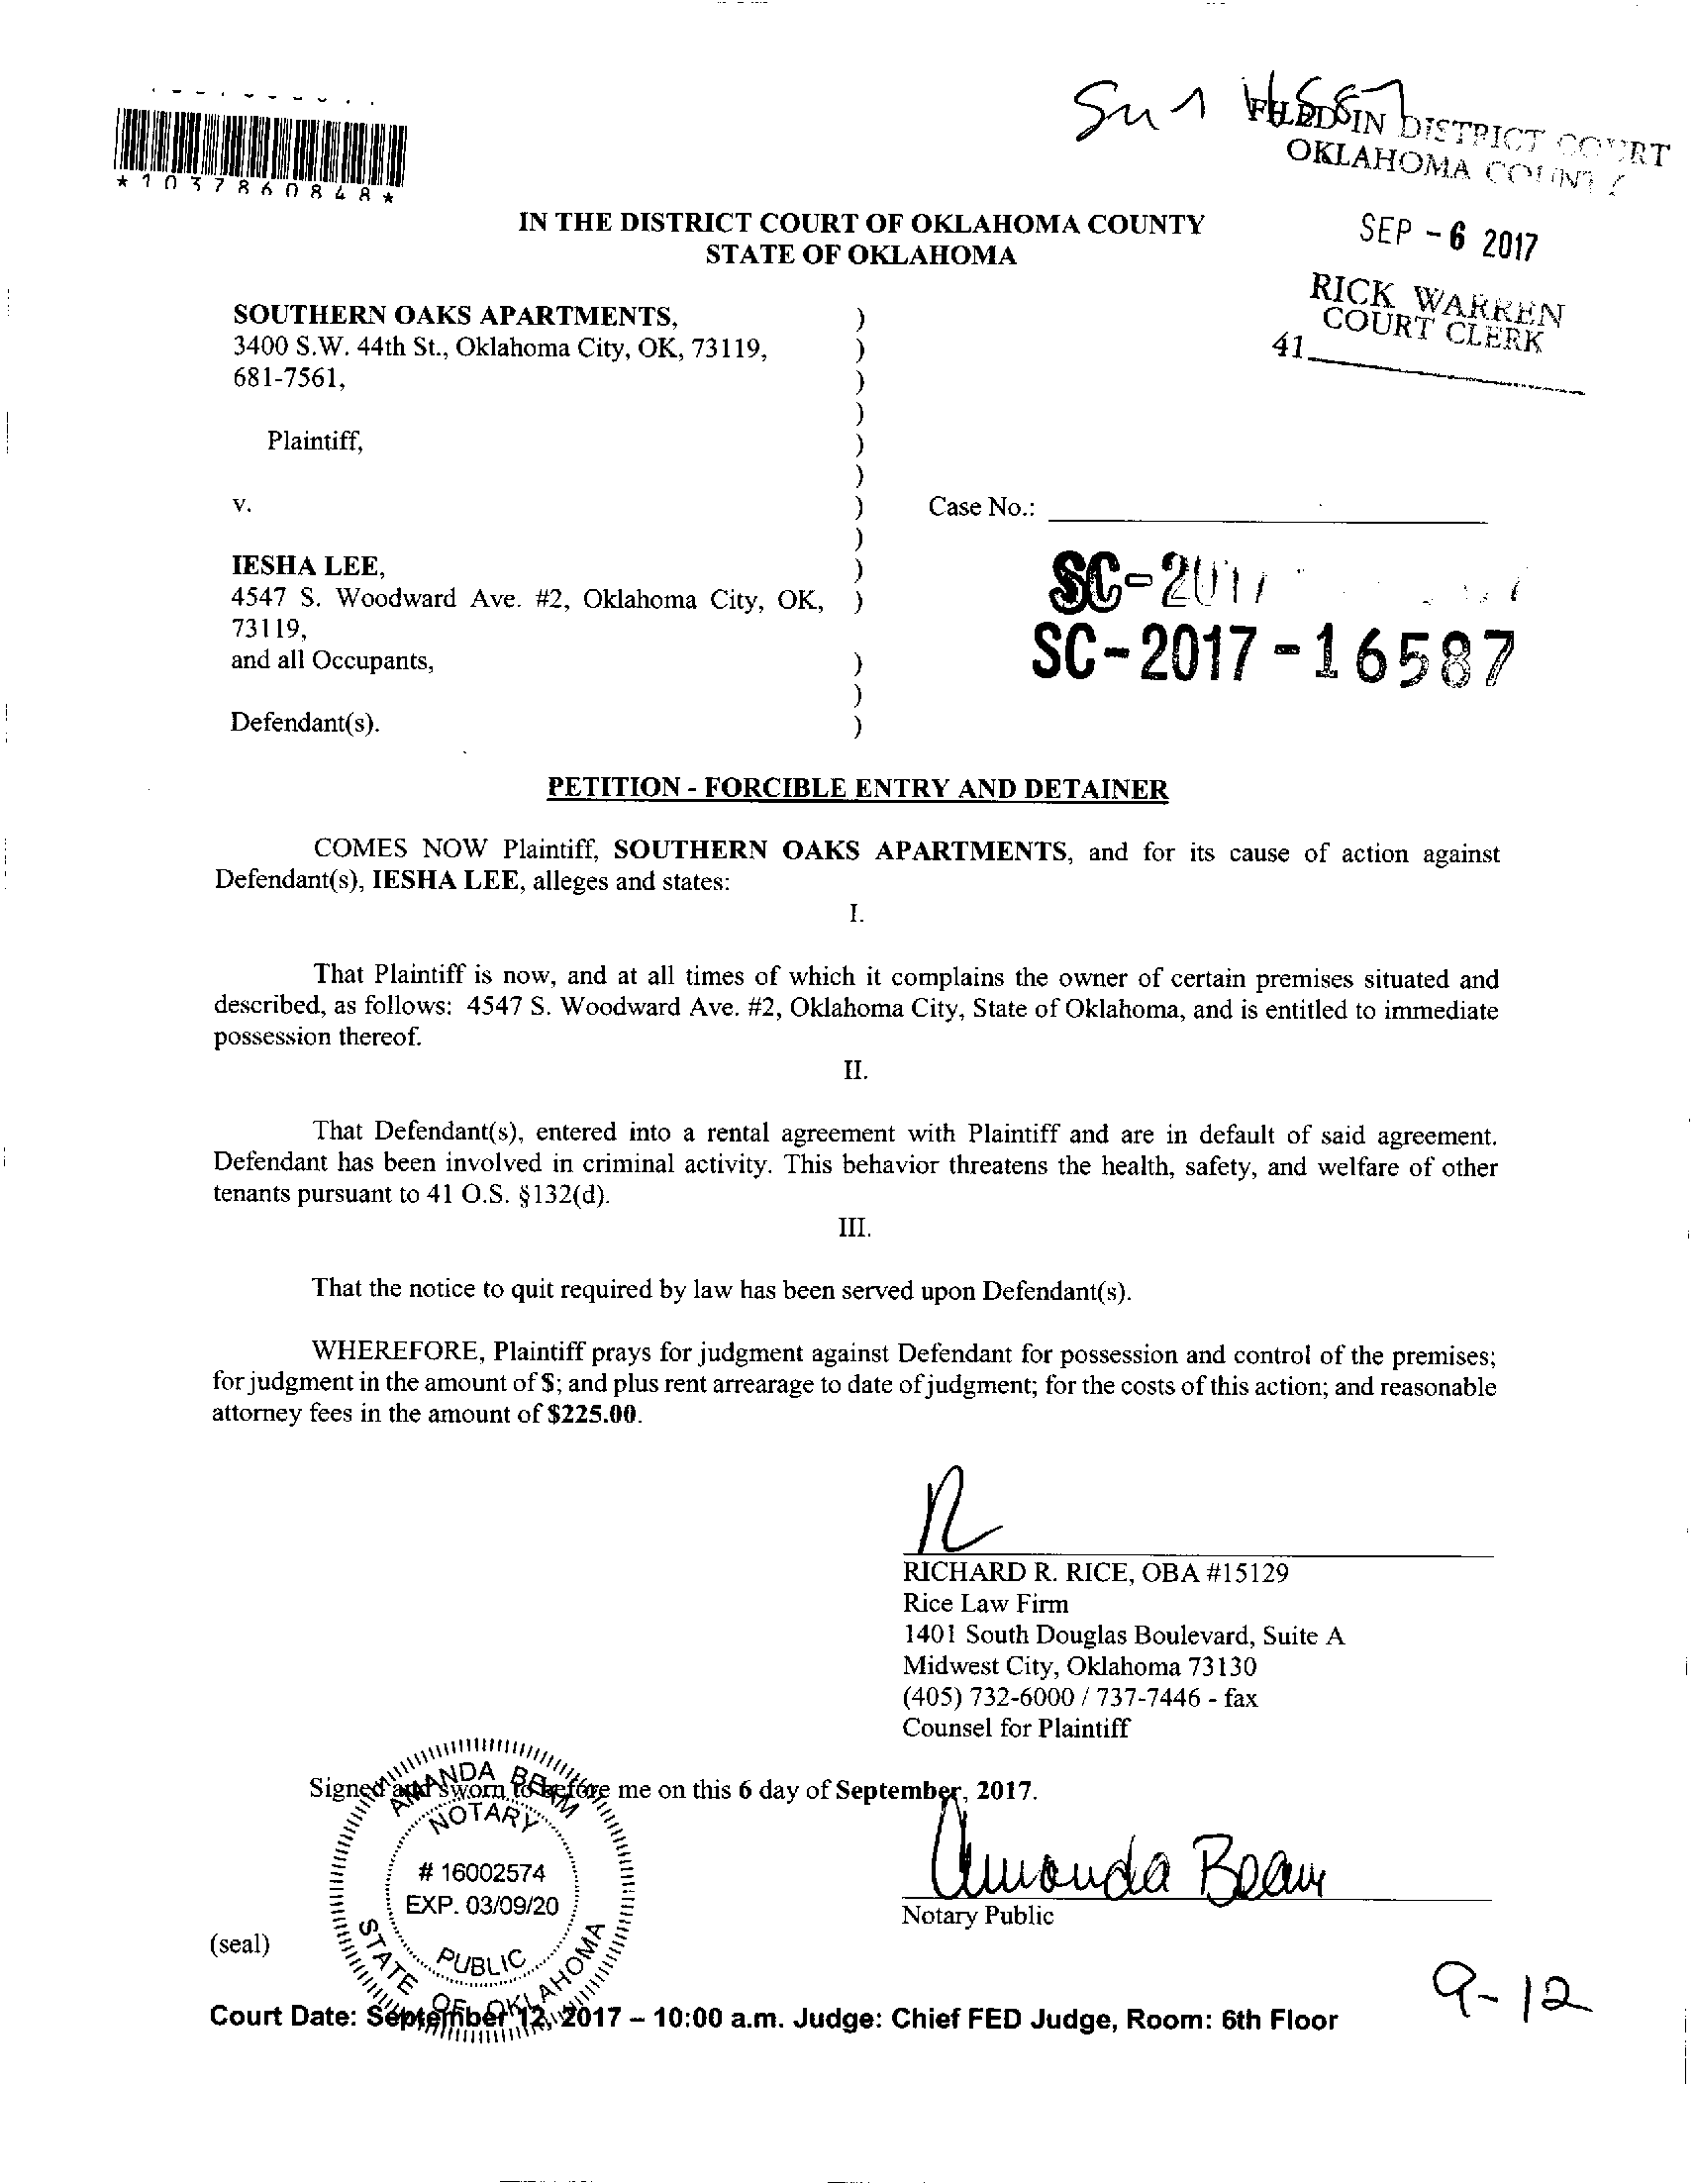 FILED IN DISTRICT COURT
OKLAHOMA COUNTY
*1037860848*
IN THE DISTRICT COURT OF OKLAHOMA COUNTY
STATE OF OKLAHOMA
SEP - 6 2017
RICK WARREN
COURT CLERK
41
SOUTHERN OAKS APARTMENTS, )
3400 S.W. 44th St., Oklahoma City, OK, 73119, )
681-7561, )
)
Plaintiff, )
)
v. ) Case No.:
)
IESHA LEE, )
4547 S. Woodward Ave. #2, Oklahoma City, OK, )
73119,
and all Occupants, )
)
Defendant(s). )
SC-2017
SC-2017-16587
PETITION - FORCIBLE ENTRY AND DETAINER
COMES NOW Plaintiff, SOUTHERN OAKS APARTMENTS, and for its cause of action against
Defendant(s), IESHA LEE, alleges and states:
I.
That Plaintiff is now, and at all times of which it complains the owner of certain premises situated and
described, as follows: 4547 S. Woodward Ave. #2, Oklahoma City, State of Oklahoma, and is entitled to immediate
possession thereof.
II.
That Defendant(s), entered into a rental agreement with Plaintiff and are in default of said agreement.
Defendant has been involved in criminal activity. This behavior threatens the health, safety, and welfare of other
tenants pursuant to 41 O.S. §132(d).
III.
That the notice to quit required by law has been served upon Defendant(s).
WHEREFORE, Plaintiff prays for judgment against Defendant for possession and control of the premises;
for judgment in the amount of $; and plus rent arrearage to date of judgment; for the costs of this action; and reasonable
attorney fees in the amount of $225.00.
RICHARD R. RICE, OBA #15129
Rice Law Firm
1401 South Douglas Boulevard, Suite A
Midwest City, Oklahoma 73130
(405) 732-6000 / 737-7446 - fax
Counsel for Plaintiff
Signed and sworn to before me on this 6 day of September, 2017.
AMANDA BEAM
NOTARY
# 16002574
EXP. 03/09/20
PUBLIC
STATE OF OKLAHOMA
Amanda Beam
Notary Public
(seal)
9-12
Court Date: September 12, 2017 – 10:00 a.m. Judge: Chief FED Judge, Room: 6th Floor